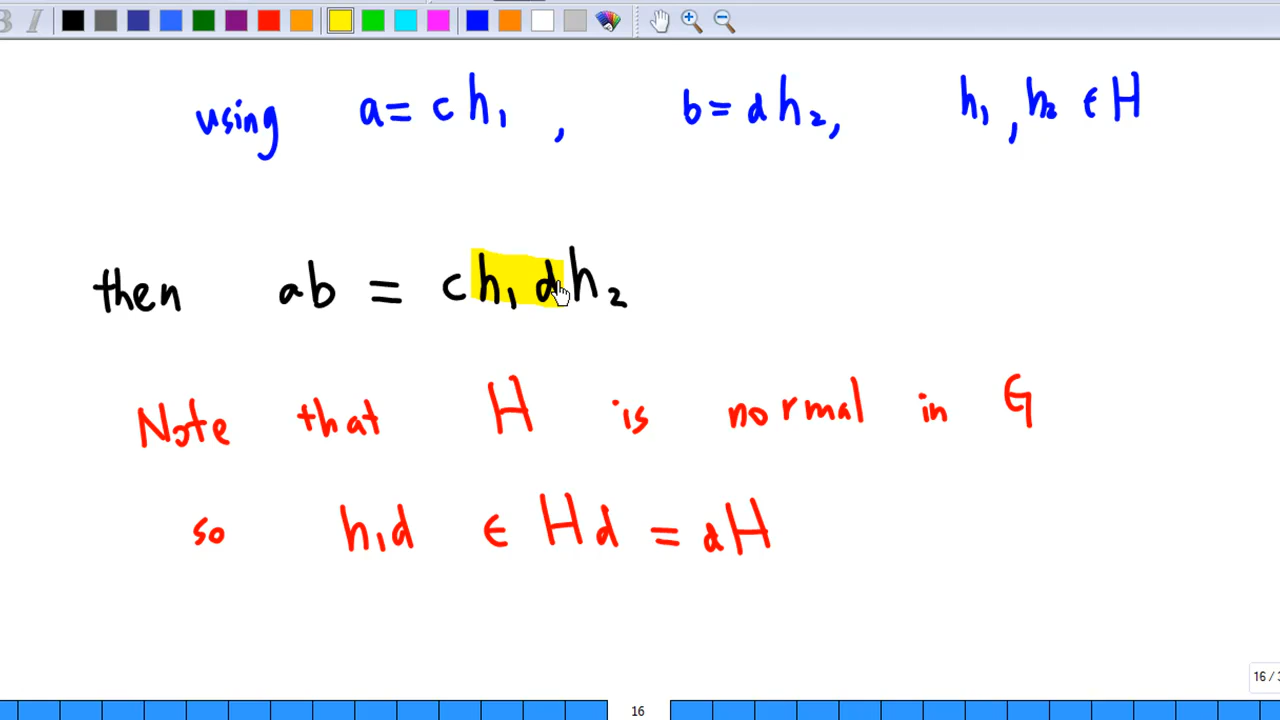 B I
using a = ch₁ , b = dh₂, h₁, h₂ ∈ H
then ab = ch₁dh₂
Note that H is normal in G
so h₁d ∈ Hd = dH
16 / 3
16